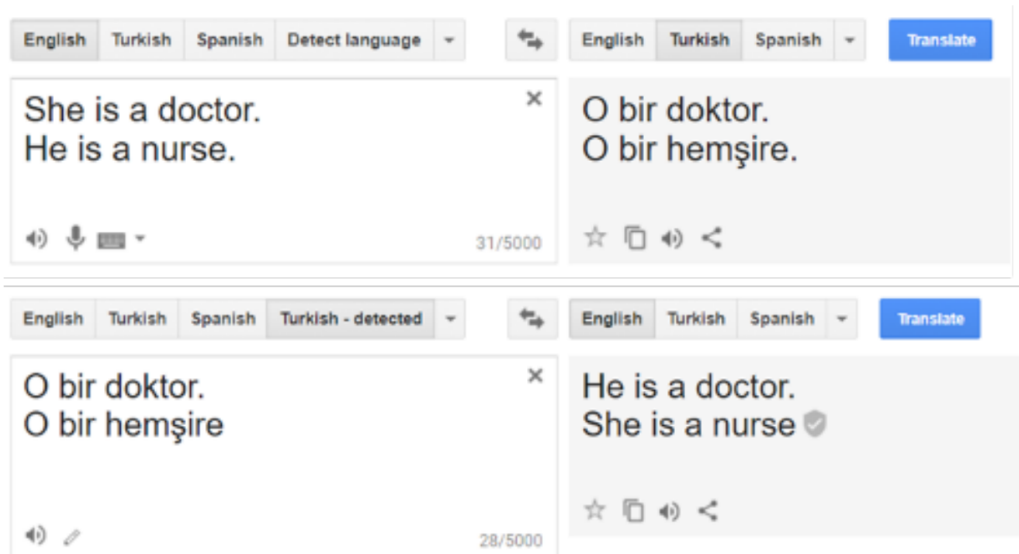 English Turkish Spanish Detect language English Turkish Spanish Translate
She is a doctor.
He is a nurse.
31/5000
O bir doktor.
O bir hemşire.
English Turkish Spanish Turkish - detected English Turkish Spanish Translate
O bir doktor.
O bir hemşire
28/5000
He is a doctor.
She is a nurse